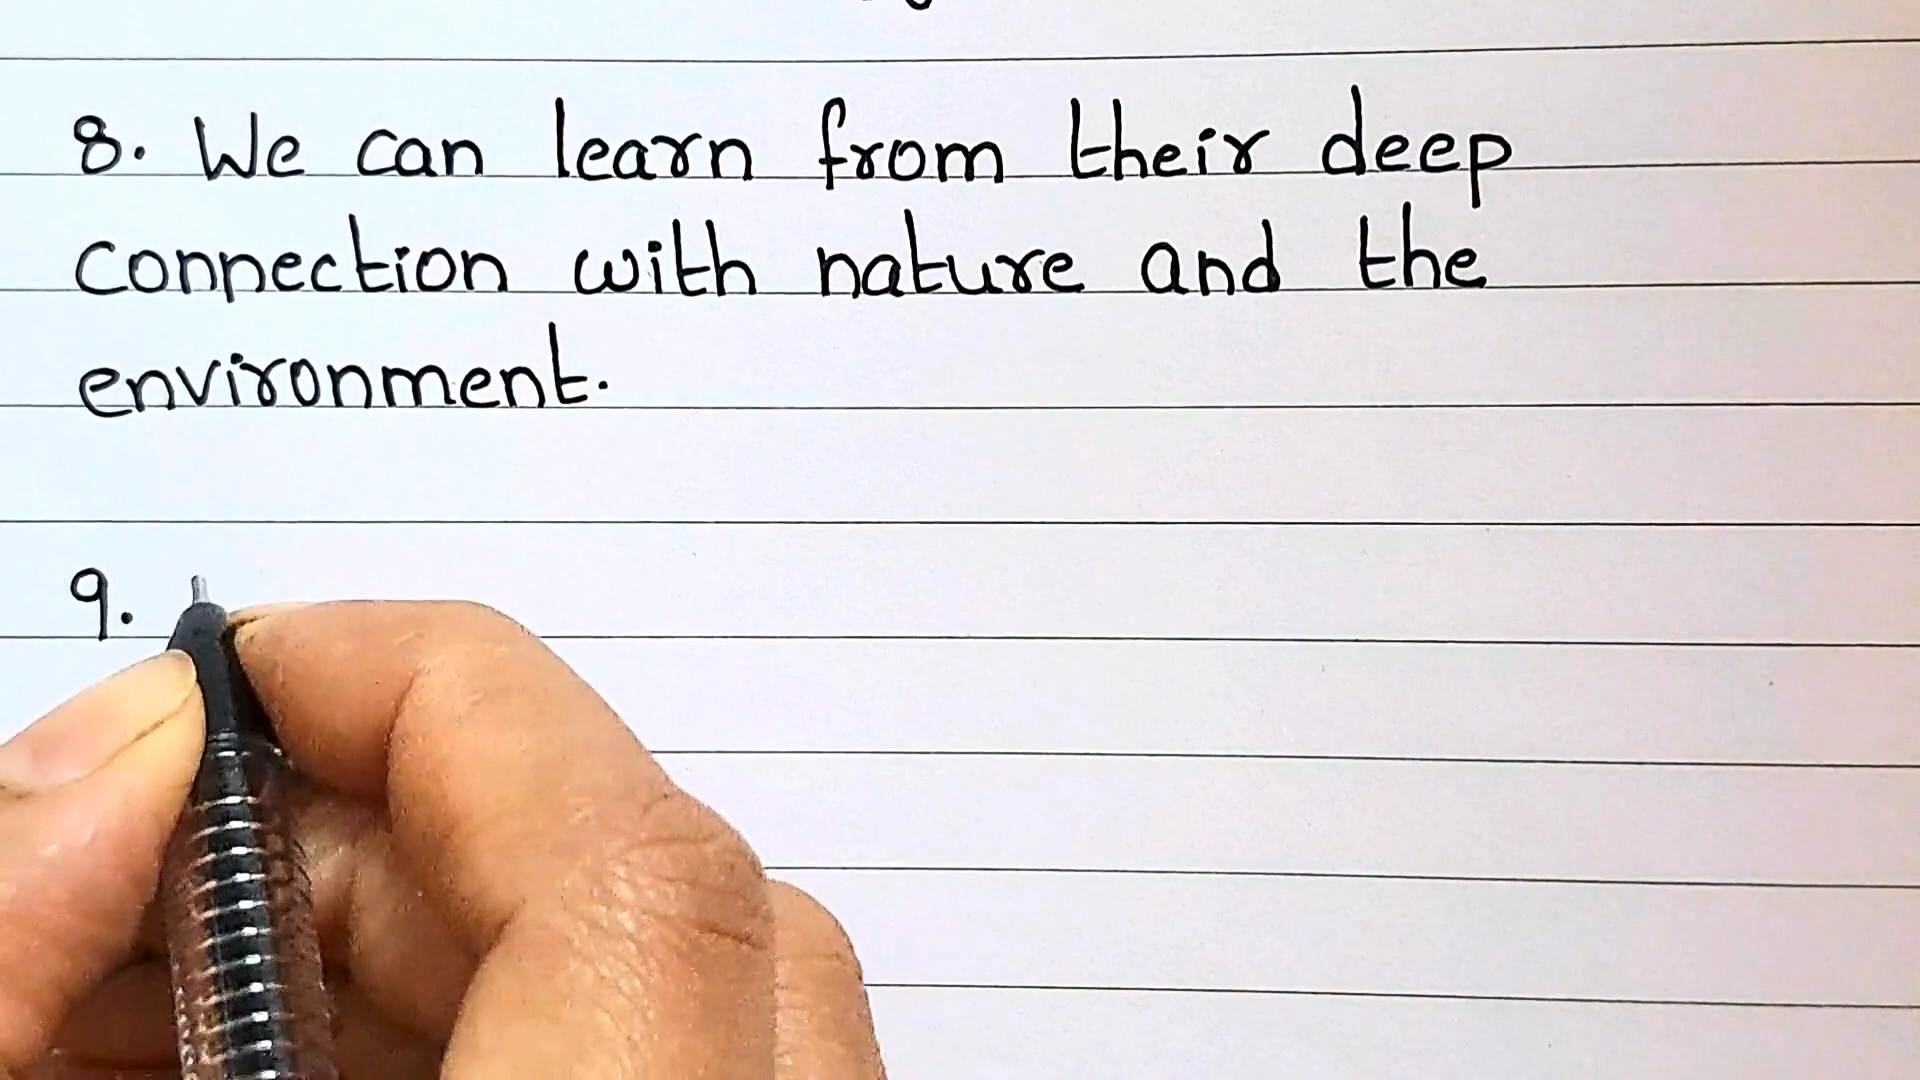 8. We can learn from their deep
connection with nature and the
environment.
9.